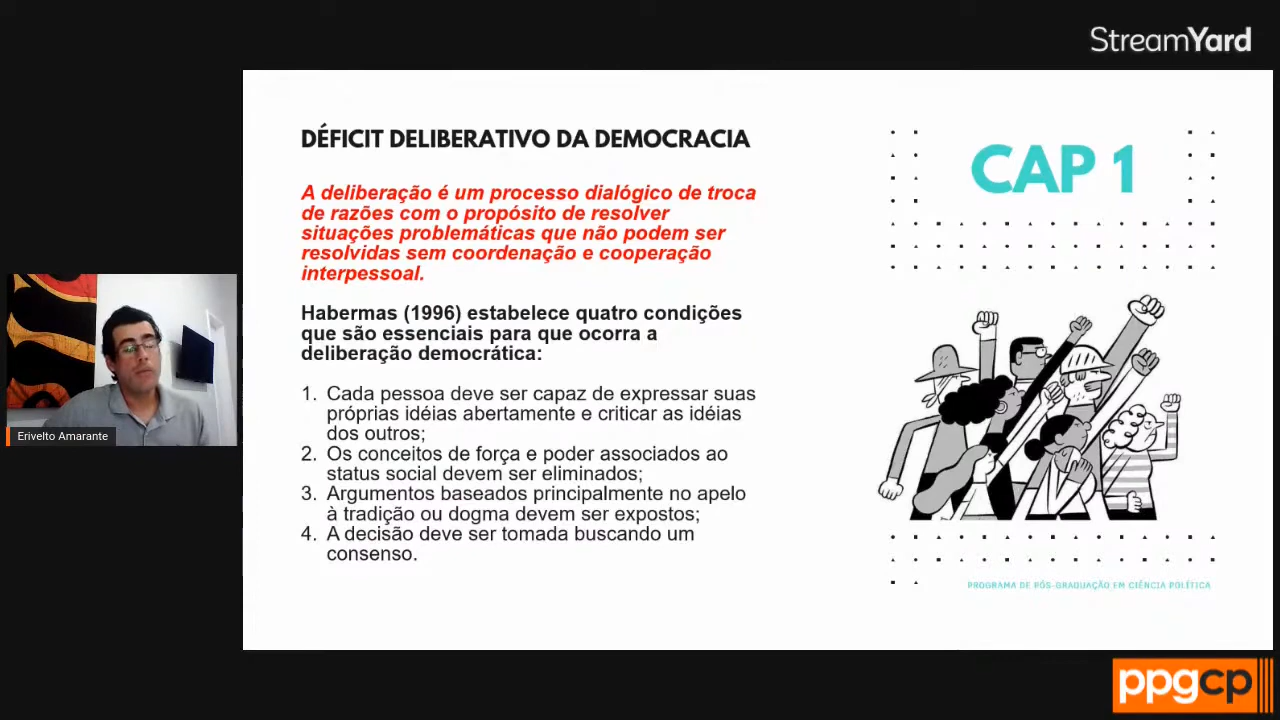 StreamYard
DÉFICIT DELIBERATIVO DA DEMOCRACIA
CAP 1
A deliberação é um processo dialógico de troca
de razões com o propósito de resolver
situações problemáticas que não podem ser
resolvidas sem coordenação e cooperação
interpessoal.
Habermas (1996) estabelece quatro condições
que são essenciais para que ocorra a
deliberação democrática:
1. Cada pessoa deve ser capaz de expressar suas
próprias idéias abertamente e criticar as idéias
dos outros;
2. Os conceitos de força e poder associados ao
status social devem ser eliminados;
3. Argumentos baseados principalmente no apelo
à tradição ou dogma devem ser expostos;
4. A decisão deve ser tomada buscando um
consenso.
Erivelto Amarante
PROGRAMA DE PÓS-GRADUAÇÃO EM CIÊNCIA POLÍTICA
ppgcp